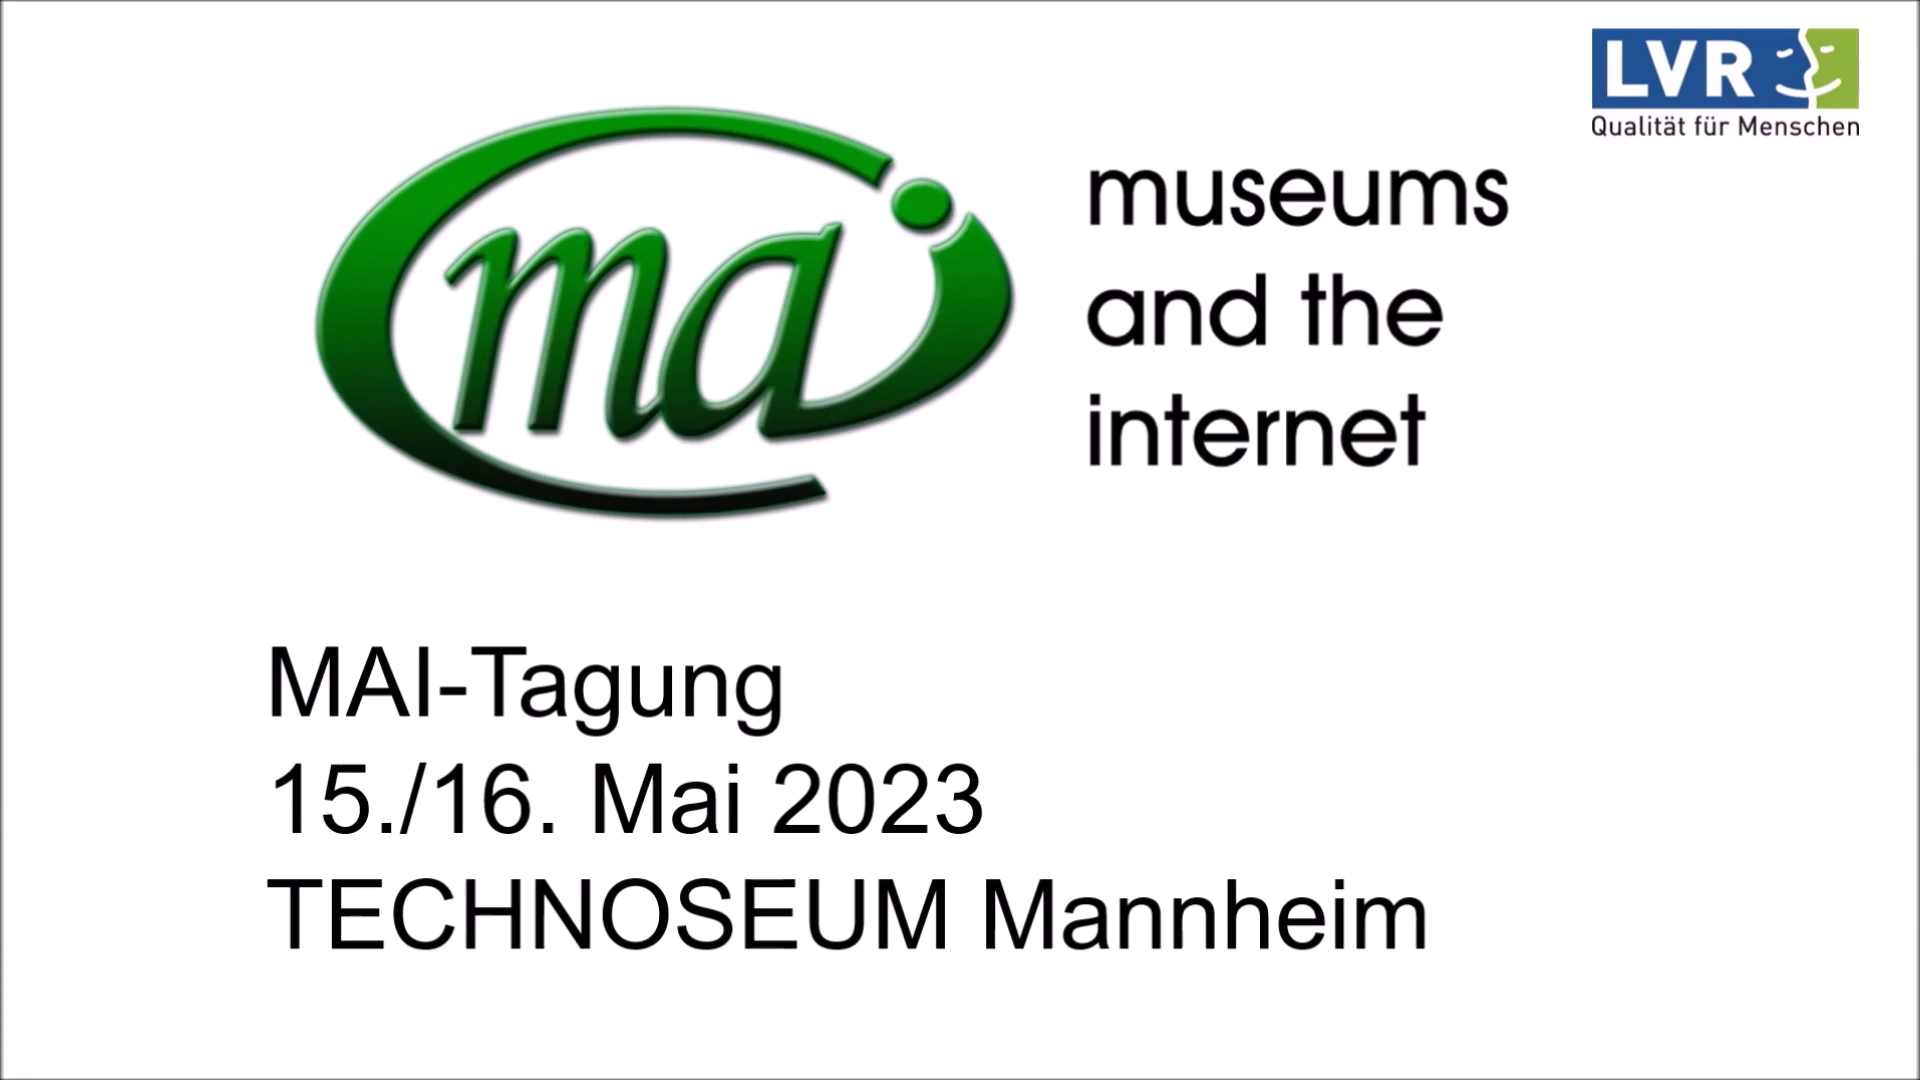 LVR
Qualität für Menschen
mai
museums
and the
internet
MAI-Tagung
15./16. Mai 2023
TECHNOSEUM Mannheim